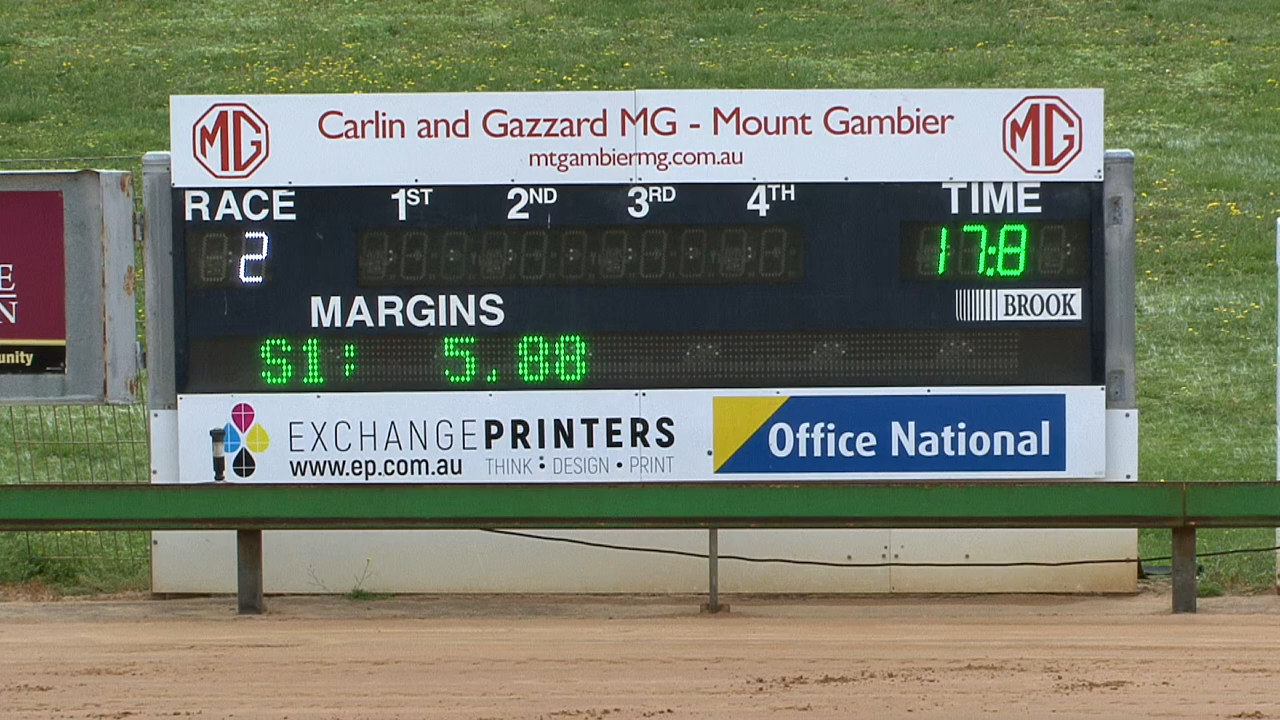 MG Carlin and Gazzard MG - Mount Gambier MG
mtgambiermg.com.au
RACE 1ST 2ND 3RD 4TH TIME
2 17:8
MARGINS BROOK
S1: 5.88
EXCHANGEPRINTERS
www.ep.com.au THINK : DESIGN • PRINT
Office National
E
N
unity